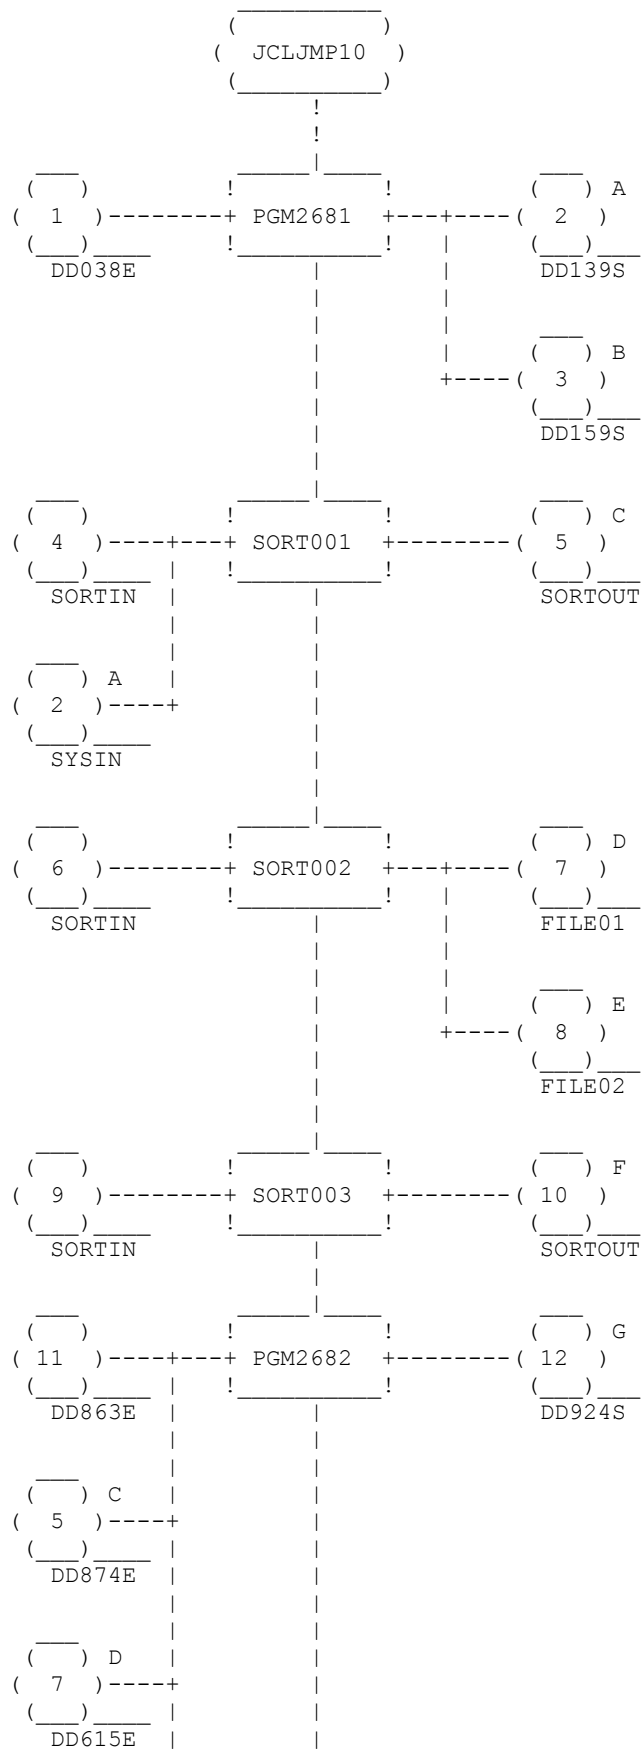 JCLJMP10
A
1 PGM2681 2
DD038E DD139S
B
3
DD159S
C
4 SORT001 5
SORTIN SORTOUT
A
2
SYSIN
D
6 SORT002 7
SORTIN FILE01
E
8
FILE02
F
9 SORT003 10
SORTIN SORTOUT
G
11 PGM2682 12
DD863E DD924S
C
5
DD874E
D
7
DD615E